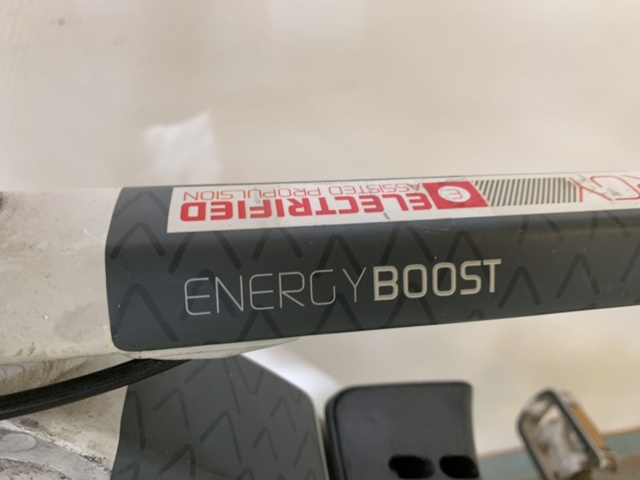 ELECTRIFIED
ASSISTED PROPULSION
ENERGYBOOST